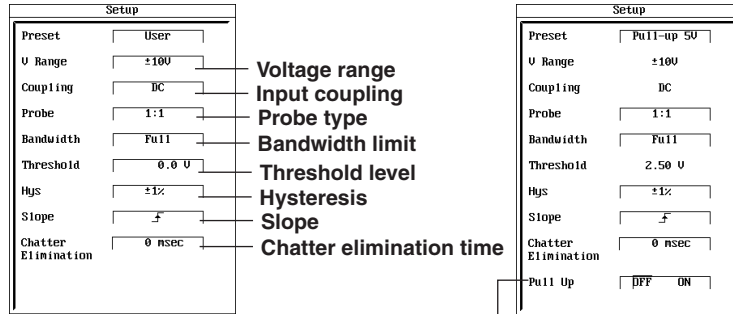 Setup
Preset User
V Range ±10V
Coupling DC
Probe 1:1
Bandwidth Full
Threshold 0.0 V
Hys ±1%
Slope
Chatter Elimination 0 msec
Voltage range
Input coupling
Probe type
Bandwidth limit
Threshold level
Hysteresis
Slope
Chatter elimination time
Setup
Preset Pull-up 5V
V Range ±10V
Coupling DC
Probe 1:1
Bandwidth Full
Threshold 2.50 V
Hys ±1%
Slope
Chatter Elimination 0 msec
Pull Up OFF ON